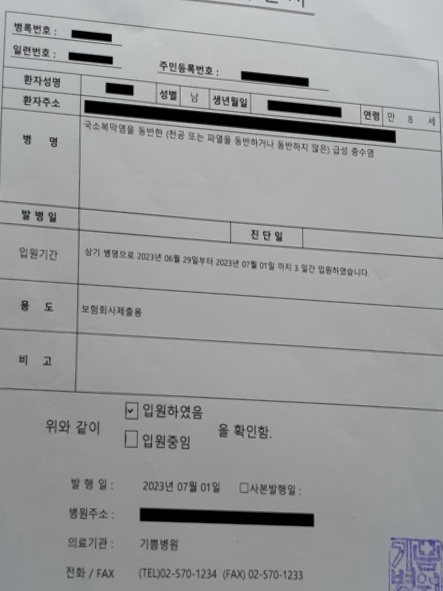 병록번호 :
일련번호 :
주민등록번호 :
환자성명 성별 남 생년월일 연령 만 8 세
환자주소
병 명 국소복막염을 동반한 (천공 또는 파열을 동반하거나 동반하지 않은) 급성 충수염
발 병 일 진 단 일
입원기간 상기 병명으로 2023년 06월 29일부터 2023년 07월 01일 까지 3 일간 입원하였습니다.
용 도 보험회사제출용
비 고
위와 같이 입원하였음 을 확인함.
입원중임
발 행 일 : 2023년 07월 01일 □사본발행일 :
병원주소 :
의료기관 : 기쁨병원
전화 / FAX (TEL)02-570-1234 (FAX) 02-570-1233
기쁨
병원